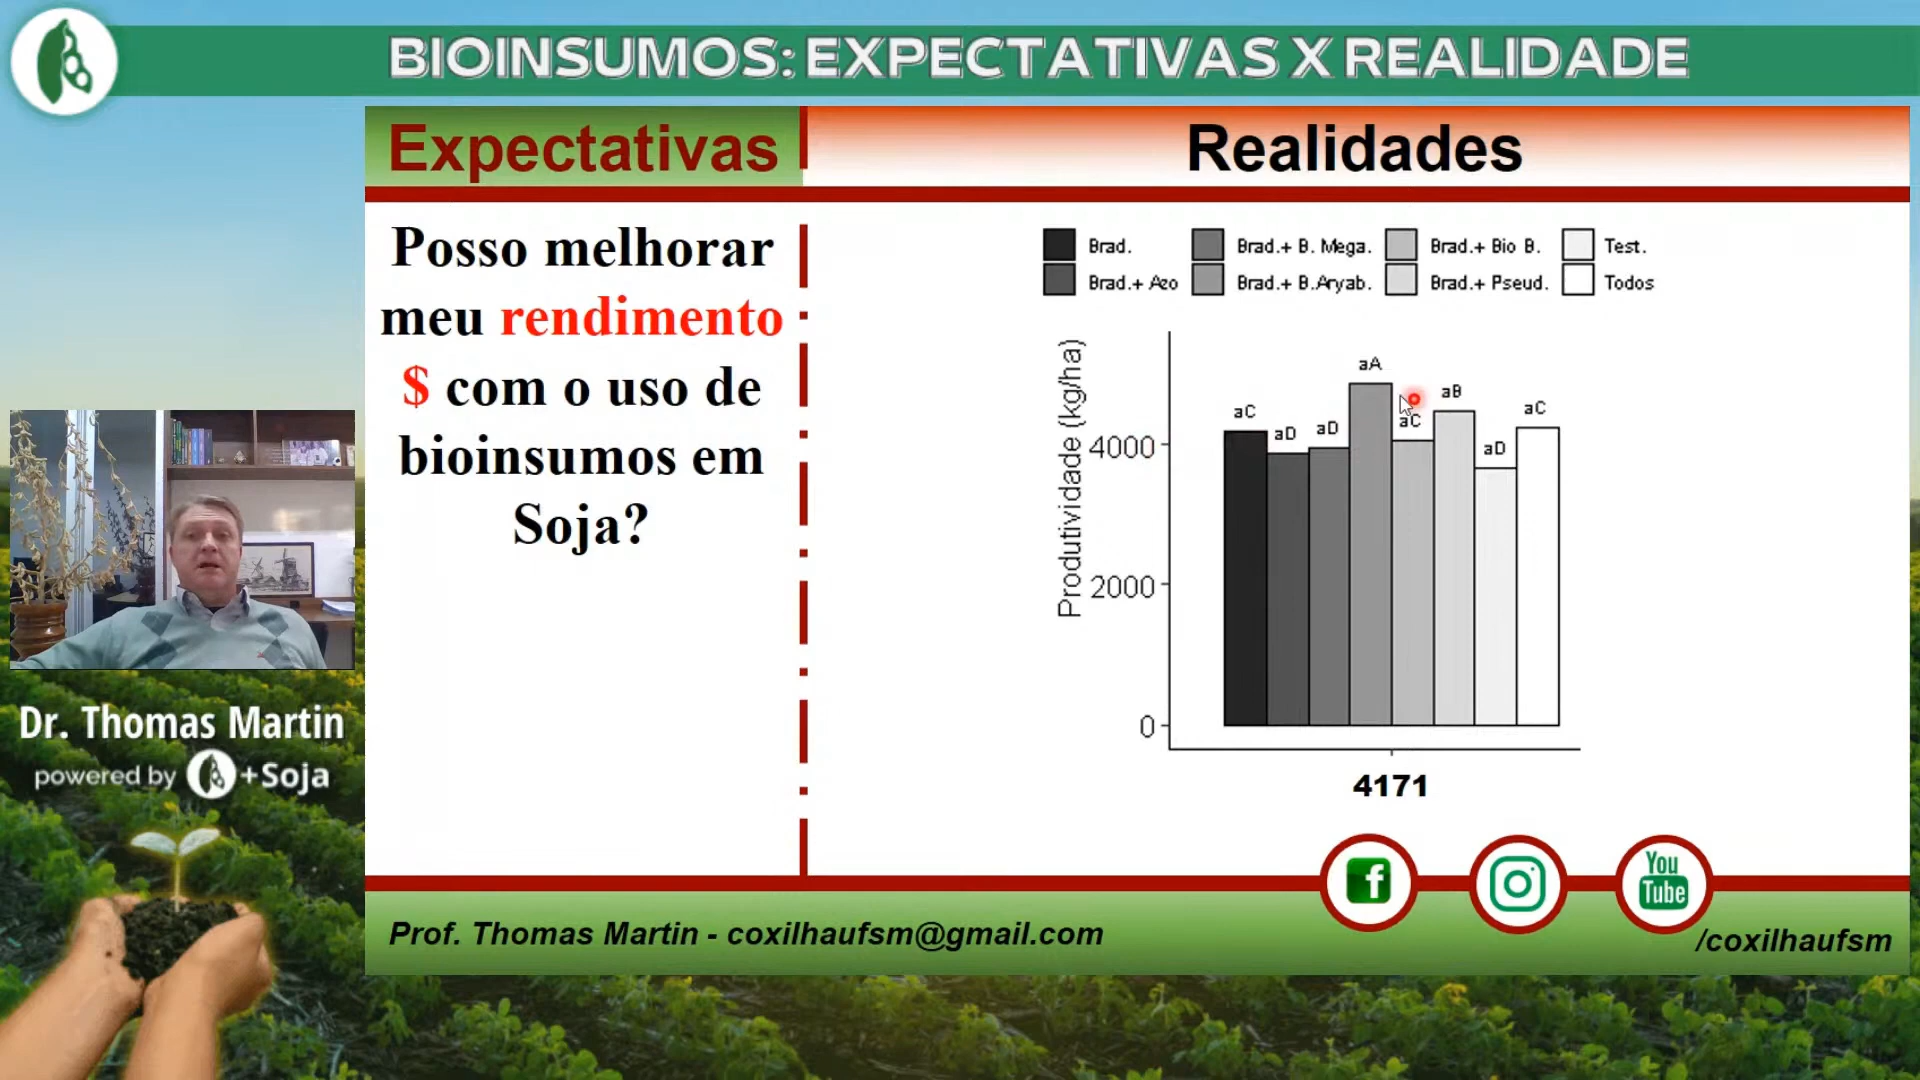 BIOINSUMOS: EXPECTATIVAS X REALIDADE
Expectativas
Realidades
Posso melhorar
meu rendimento
$ com o uso de
bioinsumos em
Soja?
Brad. Brad.+ B. Mega. Brad.+ Bio B. Test.
Brad.+ Azo Brad.+ B.Aryab. Brad.+ Pseud. Todos
Produtividade (kg/ha)
4000
2000
0
aC
aD
aD
aA
aC
aB
aD
aC
4171
Dr. Thomas Martin
powered by +Soja
f
You
Tube
Prof. Thomas Martin - coxilhaufsm@gmail.com
/coxilhaufsm